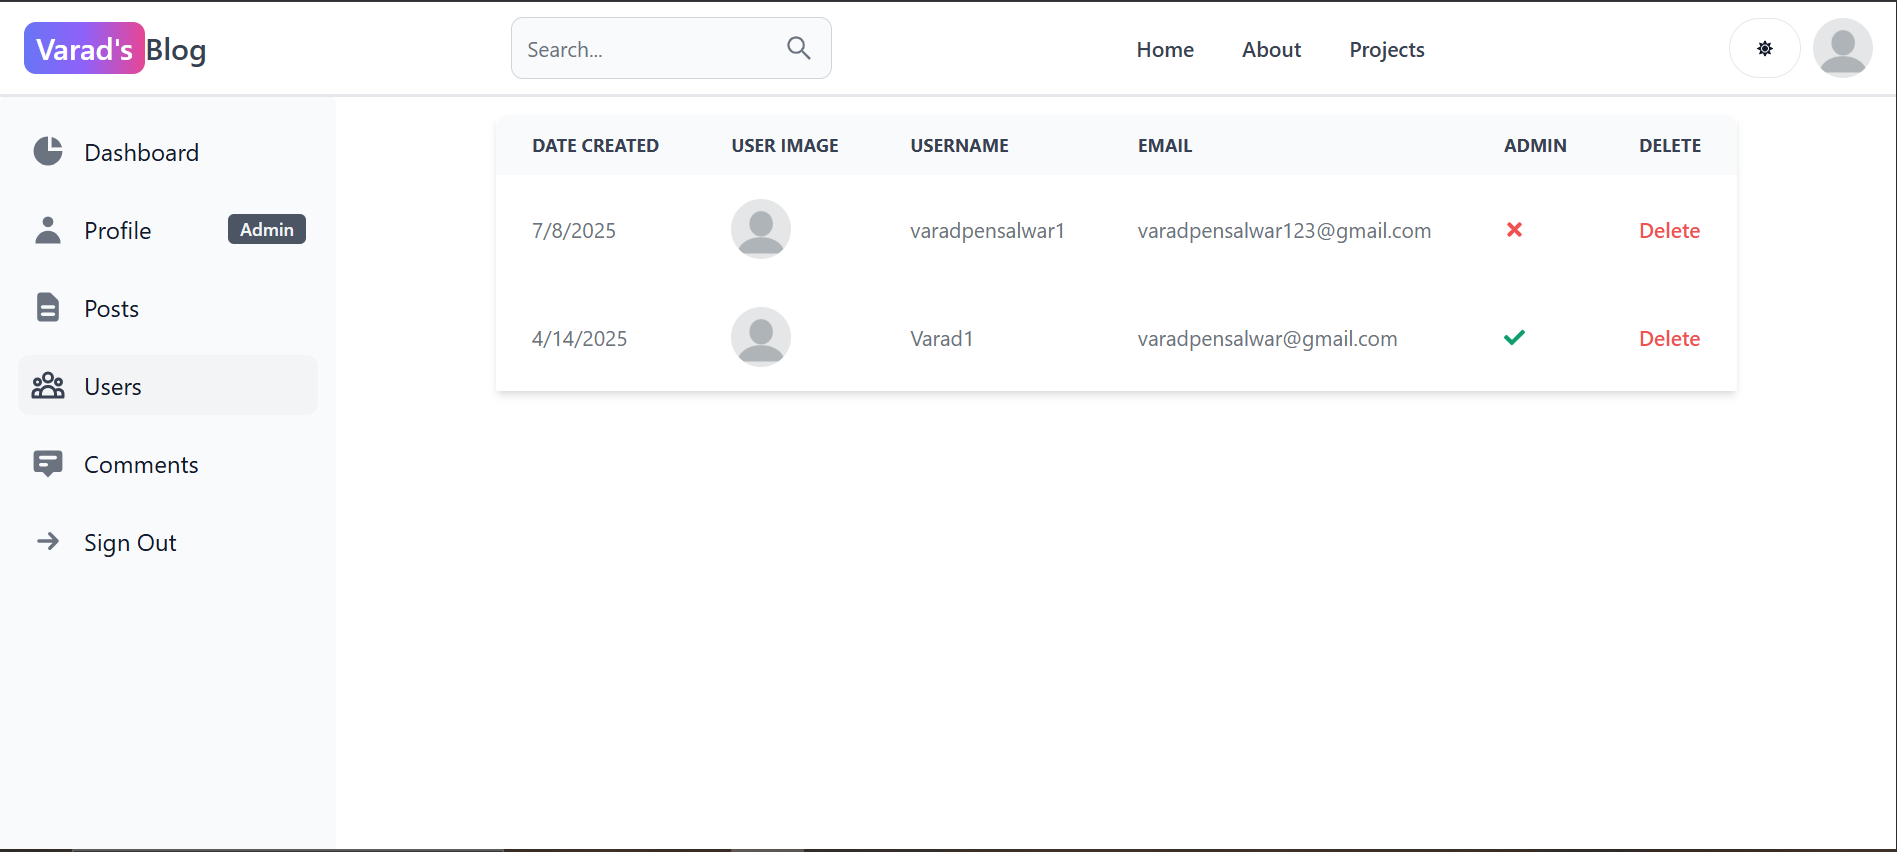 Varad's Blog
Search...
Home About Projects
Dashboard
Profile Admin
Posts
Users
Comments
Sign Out
DATE CREATED USER IMAGE USERNAME EMAIL ADMIN DELETE
7/8/2025 varadpensalwar1 varadpensalwar123@gmail.com Delete
4/14/2025 Varad1 varadpensalwar@gmail.com Delete